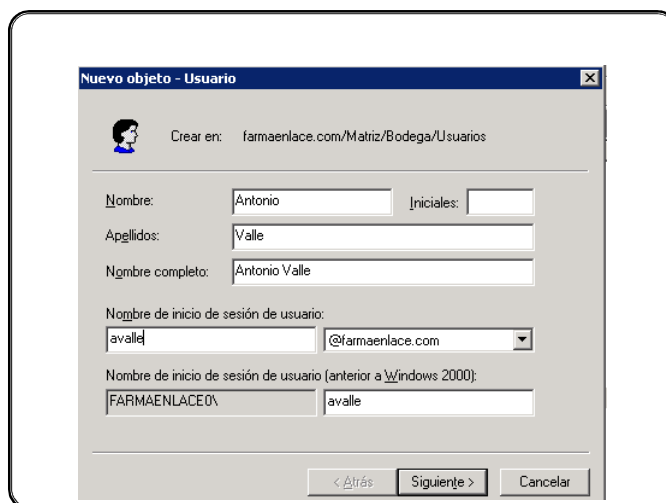 Nuevo objeto - Usuario
Crear en: farmaenlace.com/Matriz/Bodega/Usuarios
Nombre: Antonio Iniciales:
Apellidos: Valle
Nombre completo: Antonio Valle
Nombre de inicio de sesión de usuario:
avalle @farmaenlace.com
Nombre de inicio de sesión de usuario (anterior a Windows 2000):
FARMAENLACE0\ avalle
< Atrás Siguiente > Cancelar